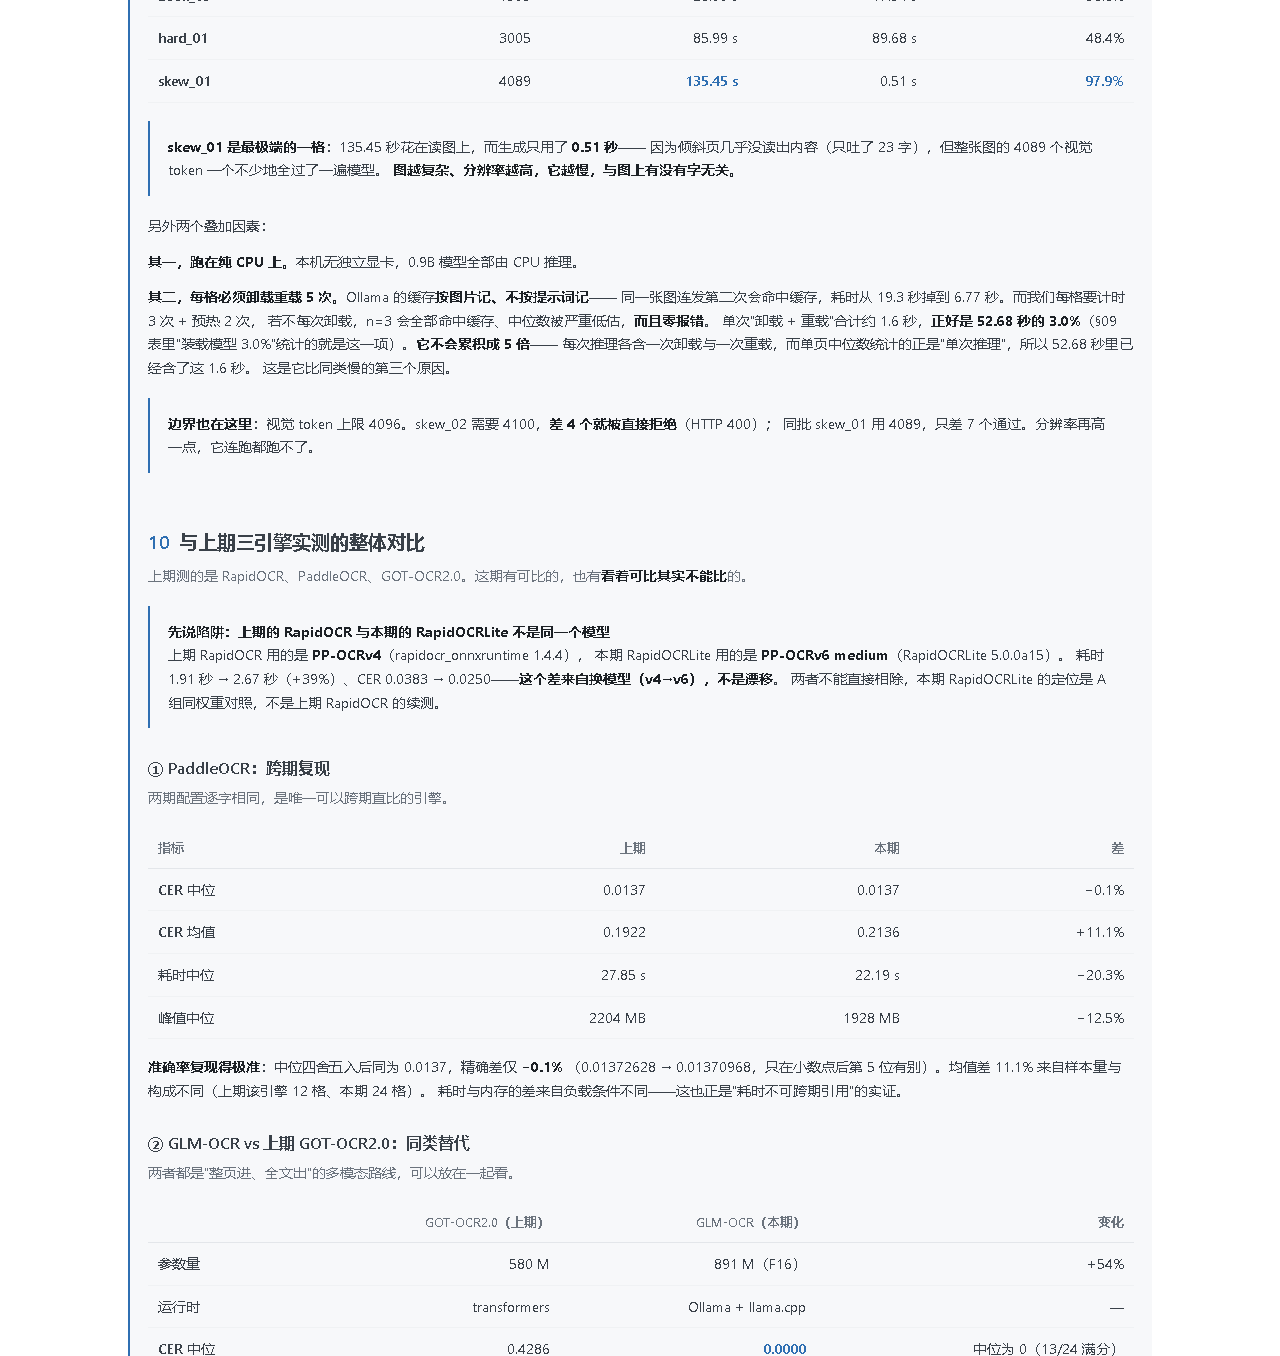 hard_01 3005 85.99 s 89.68 s 48.4%
skew_01 4089 135.45 s 0.51 s 97.9%
skew_01 是最极端的一格：135.45 秒花在读图上，而生成只用了 0.51 秒—— 因为倾斜页几乎没读出内容（只吐了 23 字），但整张图的 4089 个视觉
token 一个不少地全过了一遍模型。 图越复杂、分辨率越高，它越慢，与图上有没有字无关。
另外两个叠加因素：
其一，跑在纯 CPU 上。本机无独立显卡，0.9B 模型全部由 CPU 推理。
其二，每格必须卸载重载 5 次。Ollama 的缓存按图片记、不按提示词记—— 同一张图连发第二次会命中缓存，耗时从 19.3 秒掉到 6.77 秒。而我们每格要计时
3 次 + 预热 2 次， 若不每次卸载，n=3 会全部命中缓存、中位数被严重低估，而且零报错。 单次"卸载 + 重载"合计约 1.6 秒，正好是 52.68 秒的 3.0%（§09
表里"装载模型 3.0%"统计的就是这一项）。它不会累积成 5 倍—— 每次推理各含一次卸载与一次重载，而单页中位数统计的正是"单次推理"，所以 52.68 秒里已
经含了这 1.6 秒。 这是它比同类慢的第三个原因。
边界也在这里：视觉 token 上限 4096。skew_02 需要 4100，差 4 个就被直接拒绝（HTTP 400）； 同批 skew_01 用 4089，只差 7 个通过。分辨率再高
一点，它连跑都跑不了。
10 与上期三引擎实测的整体对比
上期测的是 RapidOCR、PaddleOCR、GOT-OCR2.0。这期有可比的，也有看着可比其实不能比的。
先说陷阱：上期的 RapidOCR 与本期的 RapidOCRLite 不是同一个模型
上期 RapidOCR 用的是 PP-OCRv4（rapidocr_onnxruntime 1.4.4）， 本期 RapidOCRLite 用的是 PP-OCRv6 medium（RapidOCRLite 5.0.0a15）。 耗时
1.91 秒 → 2.67 秒（+39%）、CER 0.0383 → 0.0250——这个差来自换模型（v4→v6），不是漂移。 两者不能直接相除，本期 RapidOCRLite 的定位是 A
组同权重对照，不是上期 RapidOCR 的续测。
① PaddleOCR：跨期复现
两期配置逐字相同，是唯一可以跨期直比的引擎。
指标 上期 本期 差
CER 中位 0.0137 0.0137 −0.1%
CER 均值 0.1922 0.2136 +11.1%
耗时中位 27.85 s 22.19 s −20.3%
峰值中位 2204 MB 1928 MB −12.5%
准确率复现得极准：中位四舍五入后同为 0.0137，精确差仅 −0.1% （0.01372628 → 0.01370968，只在小数点后第 5 位有别）。均值差 11.1% 来自样本量与
构成不同（上期该引擎 12 格、本期 24 格）。 耗时与内存的差来自负载条件不同——这也正是"耗时不可跨期引用"的实证。
② GLM-OCR vs 上期 GOT-OCR2.0：同类替代
两者都是"整页进、全文出"的多模态路线，可以放在一起看。
GOT-OCR2.0（上期） GLM-OCR（本期） 变化
参数量 580 M 891 M（F16） +54%
运行时 transformers Ollama + llama.cpp —
CER 中位 0.4286 0.0000 中位为 0（13/24 满分）